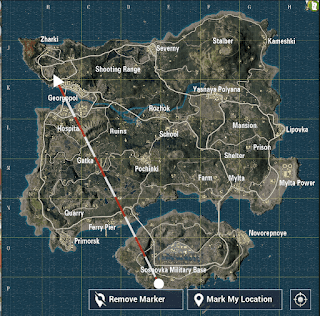 Zharki
Severny
Stalber
Kameshki
Shooting Range
Georgopol
Yasnaya Polyana
Rozhok
Hospital
Ruins
School
Mansion
Lipovka
Prison
Shelter
Gatka
Pochinki
Farm
Mylta
Mylta Power
Quarry
Ferry Pier
Primorsk
Novorepnoye
Sosnovka Military Base
Remove Marker
Mark My Location